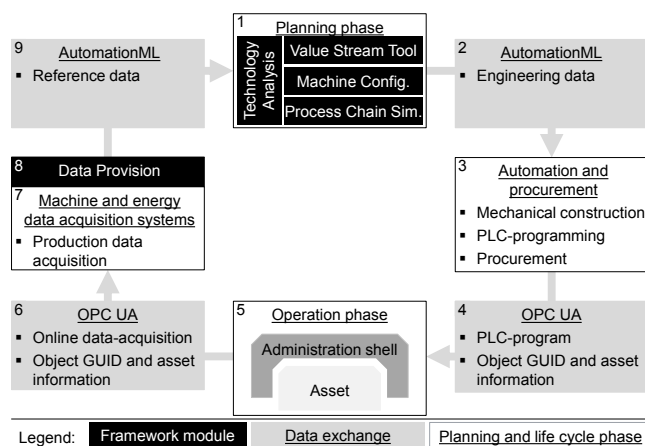 1
Planning phase
Technology
Analysis
Value Stream Tool
Machine Config.
Process Chain Sim.
2
AutomationML
▪ Engineering data
3
Automation and
procurement
▪ Mechanical construction
▪ PLC-programming
▪ Procurement
4
OPC UA
▪ PLC-program
▪ Object GUID and asset
information
5
Operation phase
Administration shell
Asset
6
OPC UA
▪ Online data-acquisition
▪ Object GUID and asset
information
7
Machine and energy
data acquisition systems
▪ Production data
acquisition
8
Data Provision
9
AutomationML
▪ Reference data
Legend: Framework module Data exchange Planning and life cycle phase